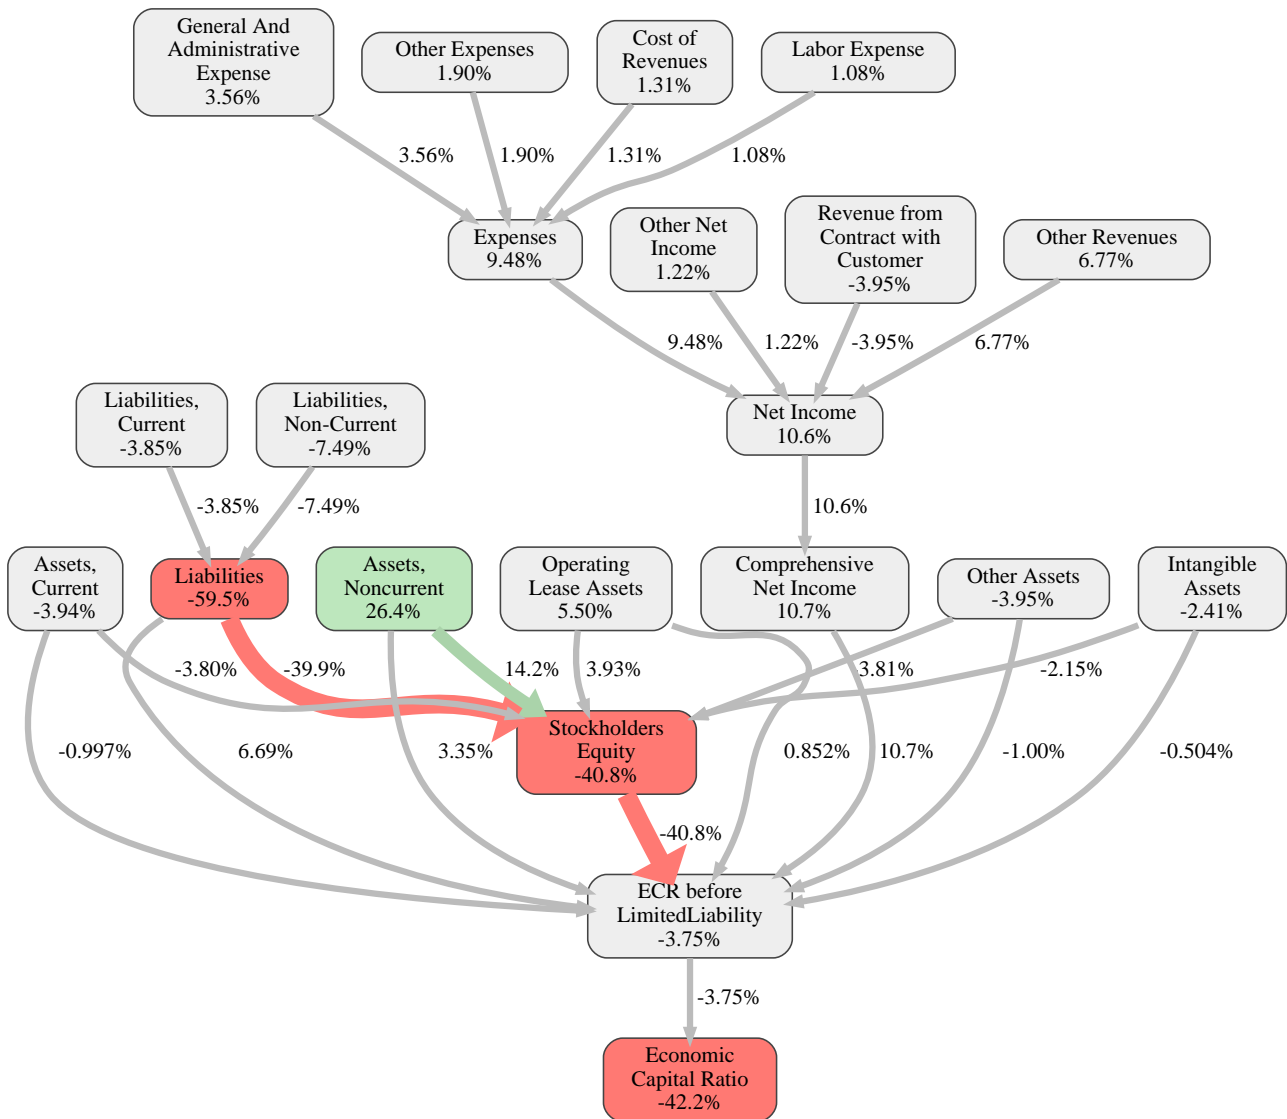 General And
Administrative
Expense
3.56%
Other Expenses
1.90%
Cost of
Revenues
1.31%
Labor Expense
1.08%
3.56%
1.90%
1.31%
1.08%
Expenses
9.48%
Other Net
Income
1.22%
Revenue from
Contract with
Customer
-3.95%
Other Revenues
6.77%
9.48%
1.22%
-3.95%
6.77%
Liabilities,
Current
-3.85%
Liabilities,
Non-Current
-7.49%
Net Income
10.6%
-3.85%
-7.49%
10.6%
Assets,
Current
-3.94%
Liabilities
-59.5%
Assets,
Noncurrent
26.4%
Operating
Lease Assets
5.50%
Comprehensive
Net Income
10.7%
Other Assets
-3.95%
Intangible
Assets
-2.41%
-3.80%
-39.9%
14.2%
3.93%
3.81%
-2.15%
Stockholders
Equity
-40.8%
-0.997%
6.69%
3.35%
0.852%
10.7%
-1.00%
-0.504%
-40.8%
ECR before
LimitedLiability
-3.75%
-3.75%
Economic
Capital Ratio
-42.2%